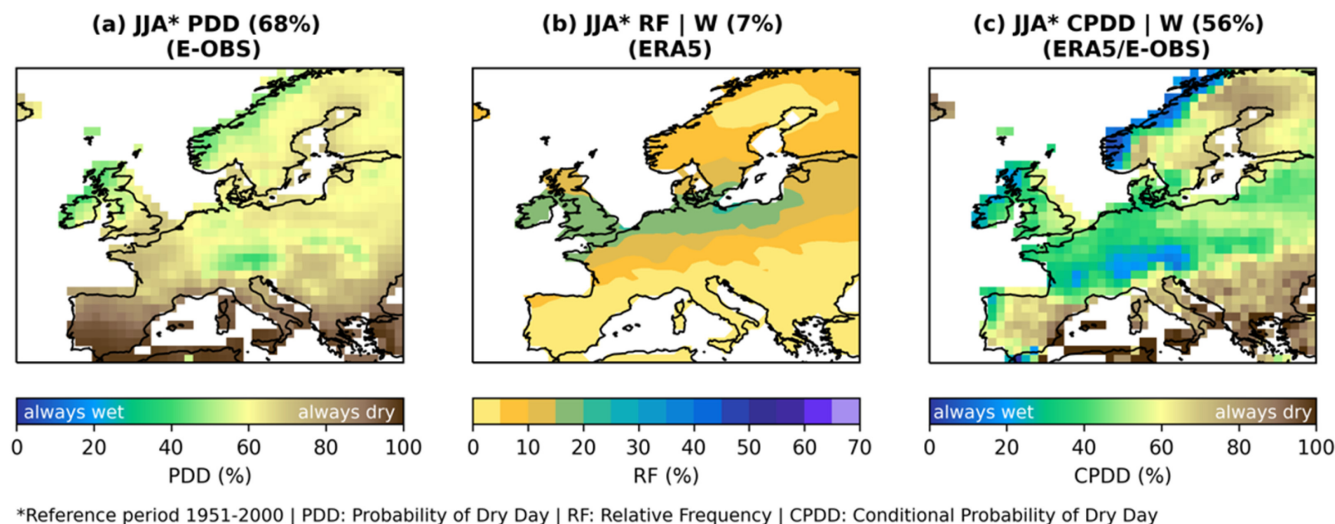 (a) JJA* PDD (68%)
(E-OBS)
(b) JJA* RF | W (7%)
(ERA5)
(c) JJA* CPDD | W (56%)
(ERA5/E-OBS)
always wet always dry
0 20 40 60 80 100
PDD (%)
0 10 20 30 40 50 60 70
RF (%)
always wet always dry
0 20 40 60 80 100
CPDD (%)
*Reference period 1951-2000 | PDD: Probability of Dry Day | RF: Relative Frequency | CPDD: Conditional Probability of Dry Day